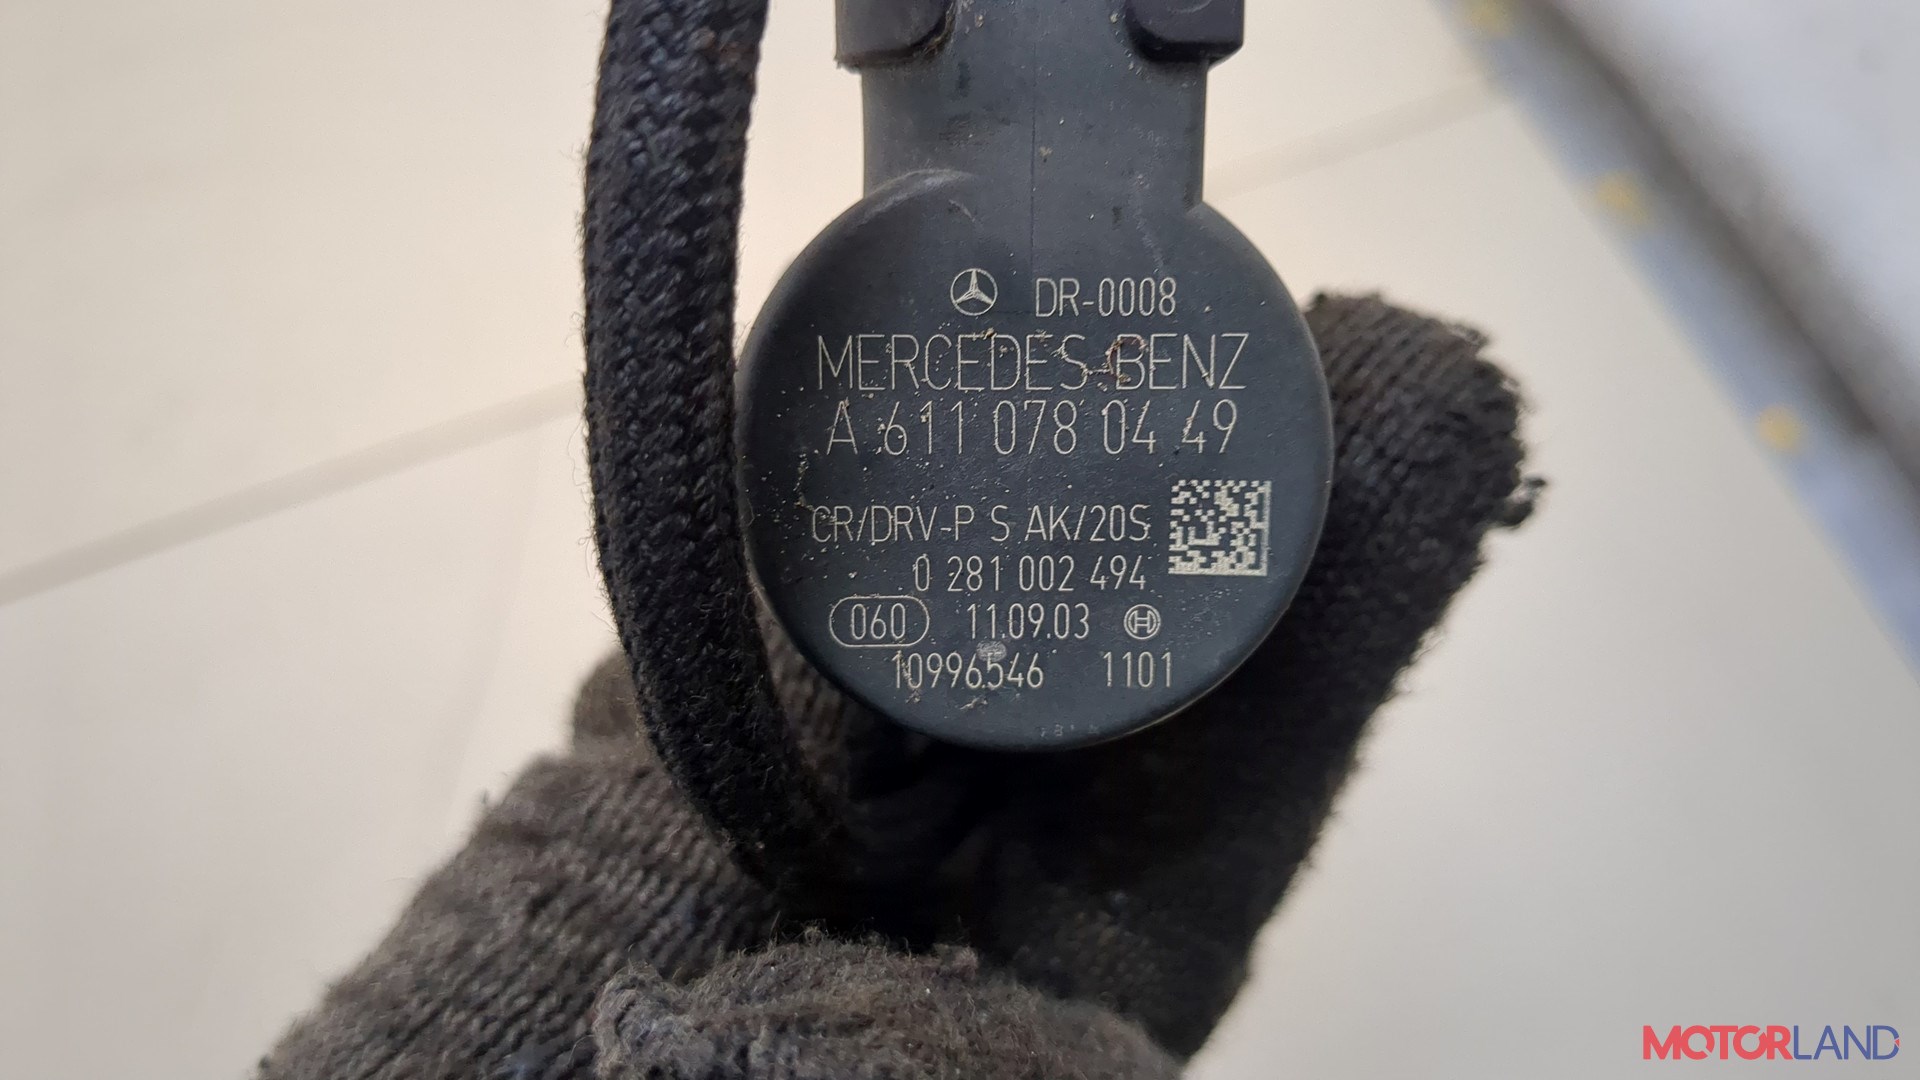 DR-0008
MERCEDES-BENZ
A 611 078 04 49
CR/DRV-P S AK/20S
0 281 002 494
060 11.09.03
10996546 1101
MOTORLAND